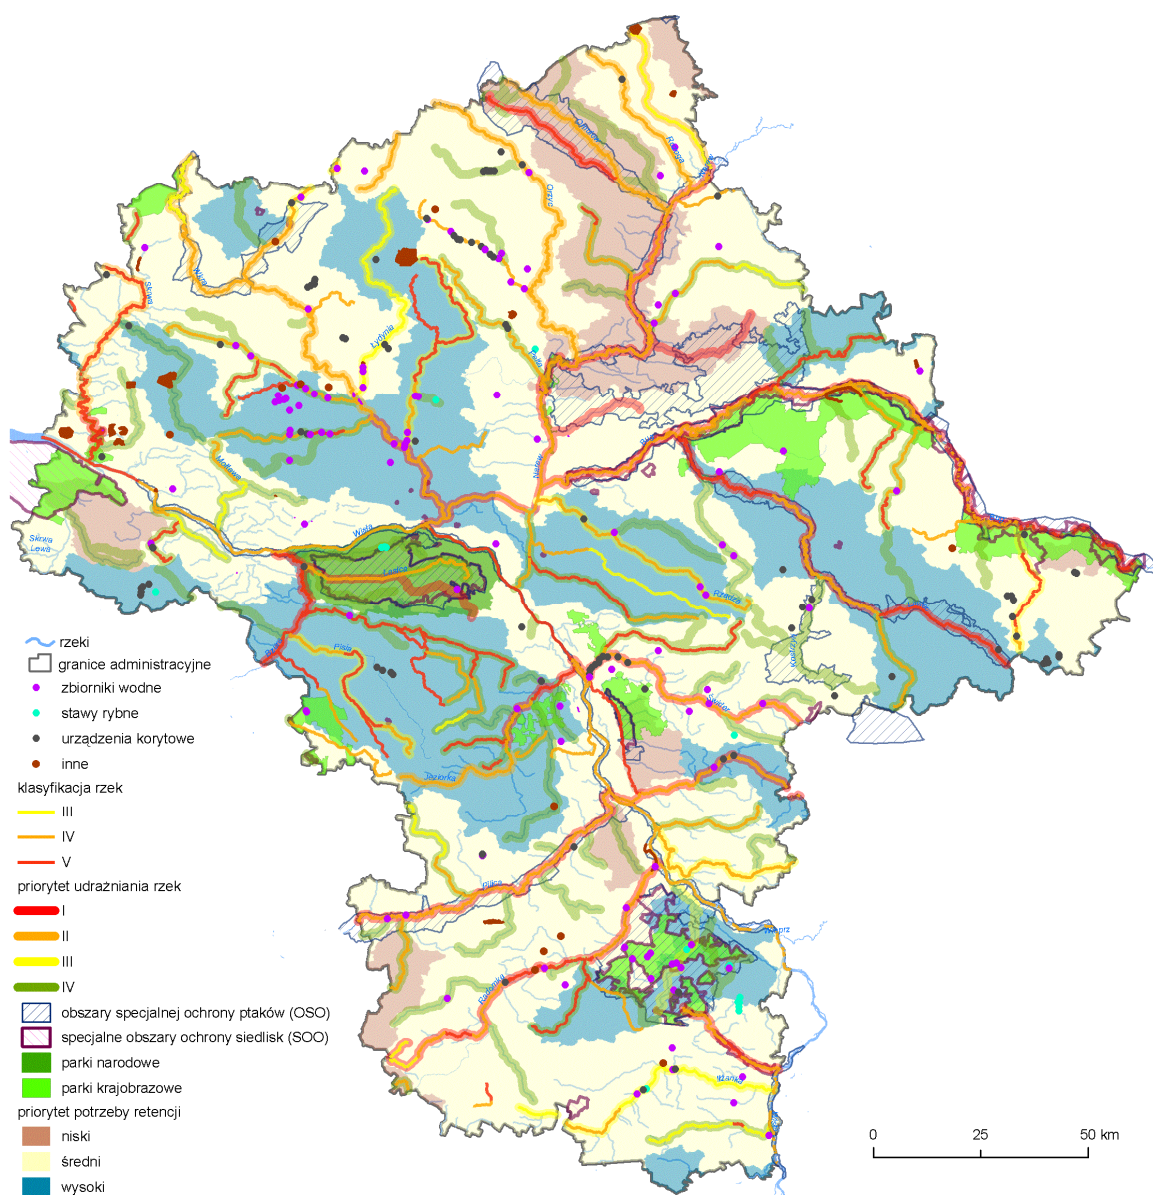 Omulew
Rozoga
Narew
Orzyc
Wkra
Skrwa
Łydynia
Pełta
Bug
Narew
Mołtawa
Wisła
Skrwa
Lewa
Łasica
Rządza
Pisia
Kostrzyń
Świder
Jeziorka
Pilica
Wieprz
Radomka
Iłżanka
rzeki
granice administracyjne
zbiorniki wodne
stawy rybne
urządzenia korytowe
inne
klasyfikacja rzek
III
IV
V
priorytet udrażniania rzek
I
II
III
IV
obszary specjalnej ochrony ptaków (OSO)
specjalne obszary ochrony siedlisk (SOO)
parki narodowe
parki krajobrazowe
priorytet potrzeby retencji
niski
średni
wysoki
0 25 50 km